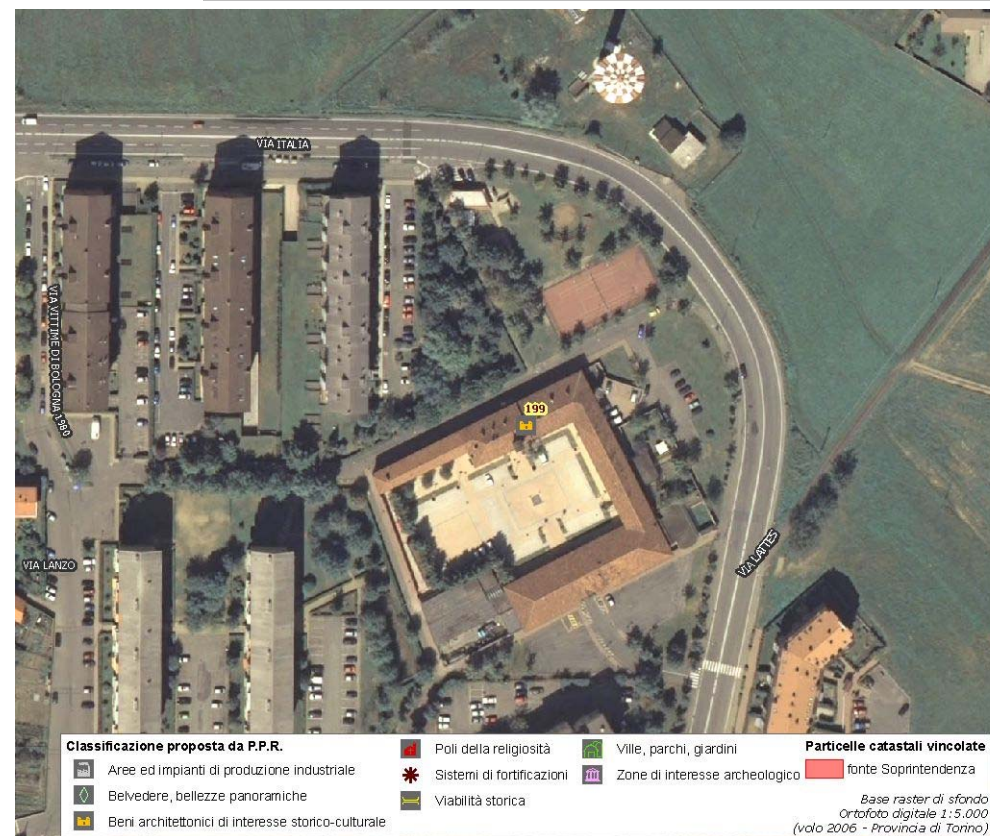 VIA ITALIA
VIA VITTIME DI BOLOGNA 1980
199
VIA LANZO
VIA LATTES
Classificazione proposta da P.P.R.
Aree ed impianti di produzione industriale
Belvedere, bellezze panoramiche
Beni architettonici di interesse storico-culturale
Poli della religiosità
Sistemi di fortificazioni
Viabilità storica
Ville, parchi, giardini
Zone di interesse archeologico
Particelle catastali vincolate
fonte Soprintendenza
Base raster di sfondo
Ortofoto digitale 1:5.000
(volo 2006 - Provincia di Torino)